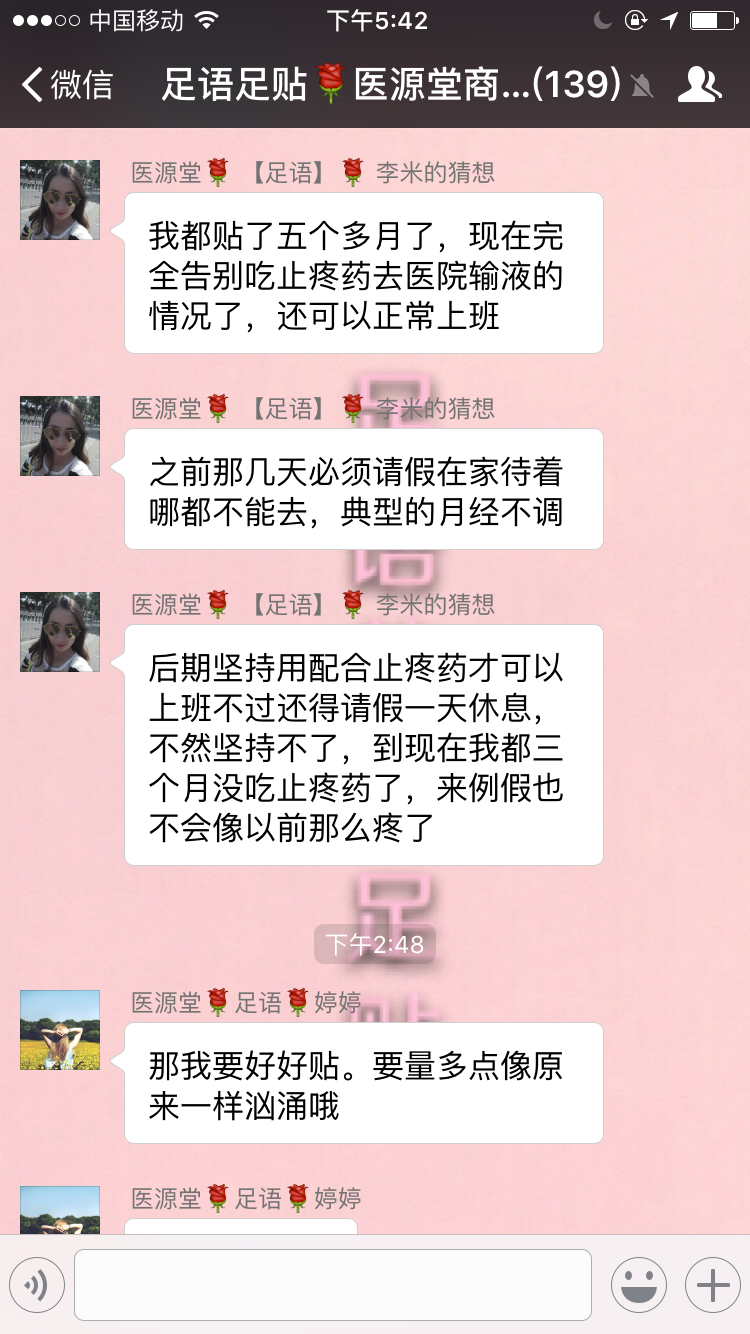 中国移动
下午5:42
微信
足语足贴🌹医源堂商...(139)
医源堂🌹 【足语】 🌹 李米的猜想
我都贴了五个多月了，现在完
全告别吃止疼药去医院输液的
情况了，还可以正常上班
医源堂🌹 【足语】 🌹 李米的猜想
之前那几天必须请假在家待着
哪都不能去，典型的月经不调
医源堂🌹 【足语】 🌹 李米的猜想
后期坚持用配合止疼药才可以
上班不过还得请假一天休息，
不然坚持不了，到现在我都三
个月没吃止疼药了，来例假也
不会像以前那么疼了
下午2:48
医源堂🌹足语🌹婷婷
那我要好好贴。要量多点像原
来一样汹涌哦
医源堂🌹足语🌹婷婷
足
语
足
贴